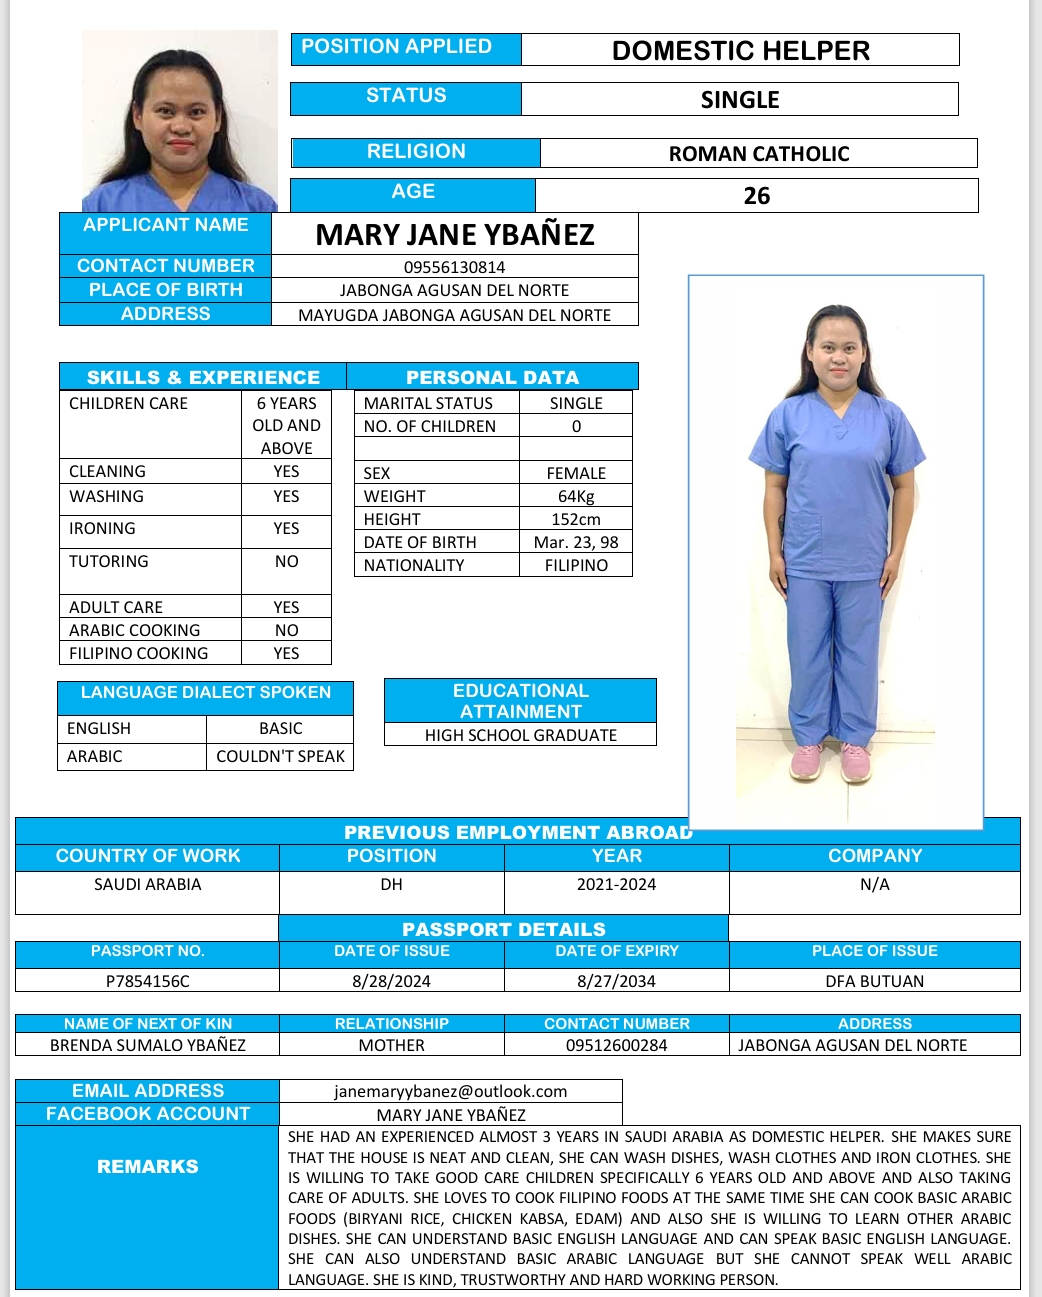 POSITION APPLIED DOMESTIC HELPER
STATUS SINGLE
RELIGION ROMAN CATHOLIC
AGE 26
APPLICANT NAME MARY JANE YBAÑEZ
CONTACT NUMBER 09556130814
PLACE OF BIRTH JABONGA AGUSAN DEL NORTE
ADDRESS MAYUGDA JABONGA AGUSAN DEL NORTE
SKILLS & EXPERIENCE
CHILDREN CARE 6 YEARS
OLD AND
ABOVE
CLEANING YES
WASHING YES
IRONING YES
TUTORING NO
ADULT CARE YES
ARABIC COOKING NO
FILIPINO COOKING YES
PERSONAL DATA
MARITAL STATUS SINGLE
NO. OF CHILDREN 0
SEX FEMALE
WEIGHT 64Kg
HEIGHT 152cm
DATE OF BIRTH Mar. 23, 98
NATIONALITY FILIPINO
LANGUAGE DIALECT SPOKEN
ENGLISH BASIC
ARABIC COULDN'T SPEAK
EDUCATIONAL
ATTAINMENT
HIGH SCHOOL GRADUATE
PREVIOUS EMPLOYMENT ABROAD
COUNTRY OF WORK POSITION YEAR COMPANY
SAUDI ARABIA DH 2021-2024 N/A
PASSPORT DETAILS
PASSPORT NO. DATE OF ISSUE DATE OF EXPIRY PLACE OF ISSUE
P7854156C 8/28/2024 8/27/2034 DFA BUTUAN
NAME OF NEXT OF KIN RELATIONSHIP CONTACT NUMBER ADDRESS
BRENDA SUMALO YBAÑEZ MOTHER 09512600284 JABONGA AGUSAN DEL NORTE
EMAIL ADDRESS janemaryybanez@outlook.com
FACEBOOK ACCOUNT MARY JANE YBAÑEZ
REMARKS
SHE HAD AN EXPERIENCED ALMOST 3 YEARS IN SAUDI ARABIA AS DOMESTIC HELPER. SHE MAKES SURE
THAT THE HOUSE IS NEAT AND CLEAN, SHE CAN WASH DISHES, WASH CLOTHES AND IRON CLOTHES. SHE
IS WILLING TO TAKE GOOD CARE CHILDREN SPECIFICALLY 6 YEARS OLD AND ABOVE AND ALSO TAKING
CARE OF ADULTS. SHE LOVES TO COOK FILIPINO FOODS AT THE SAME TIME SHE CAN COOK BASIC ARABIC
FOODS (BIRYANI RICE, CHICKEN KABSA, EDAM) AND ALSO SHE IS WILLING TO LEARN OTHER ARABIC
DISHES. SHE CAN UNDERSTAND BASIC ENGLISH LANGUAGE AND CAN SPEAK BASIC ENGLISH LANGUAGE.
SHE CAN ALSO UNDERSTAND BASIC ARABIC LANGUAGE BUT SHE CANNOT SPEAK WELL ARABIC
LANGUAGE. SHE IS KIND, TRUSTWORTHY AND HARD WORKING PERSON.